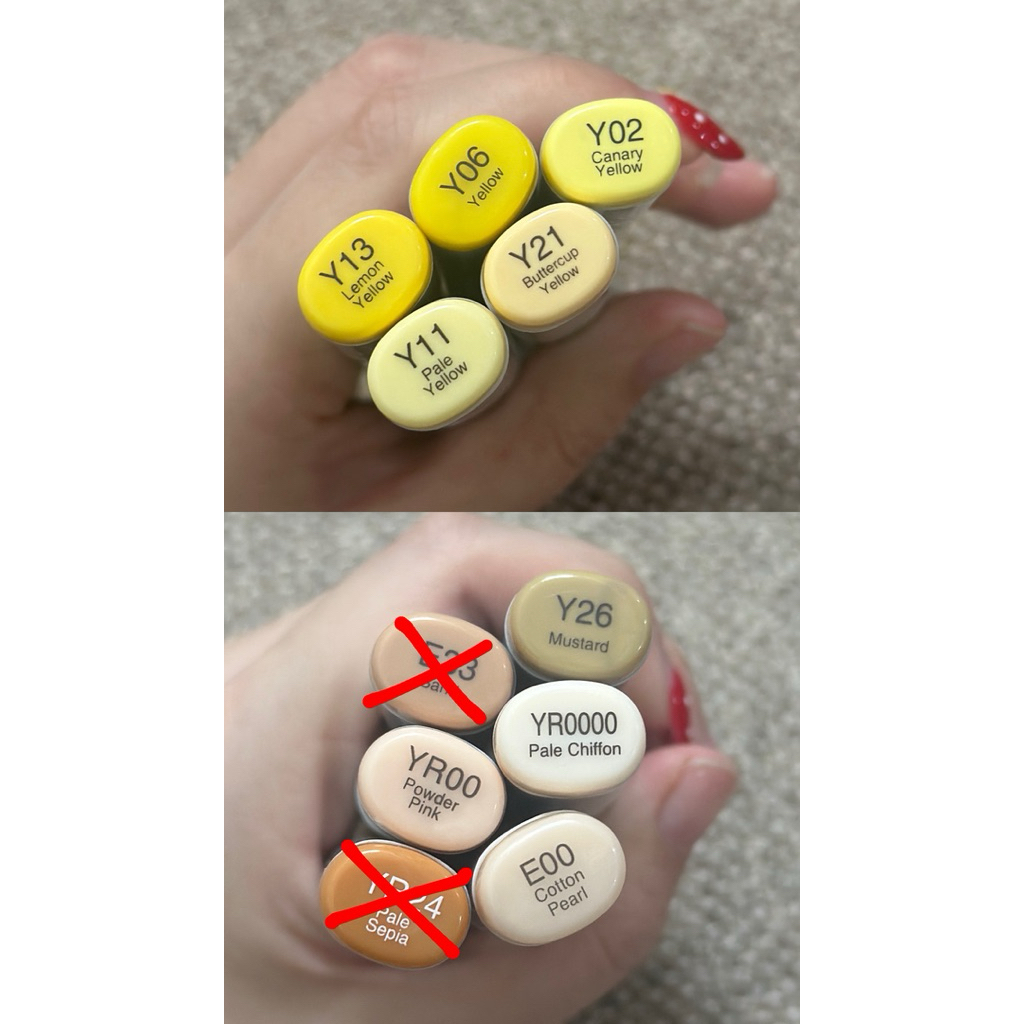 Y06
Yellow
Y02
Canary
Yellow
Y13
Lemon
Yellow
Y21
Buttercup
Yellow
Y11
Pale
Yellow
Y26
Mustard
E33
YR0000
Pale Chiffon
YR00
Powder
Pink
E00
Cotton
Pearl
Pale
Sepia